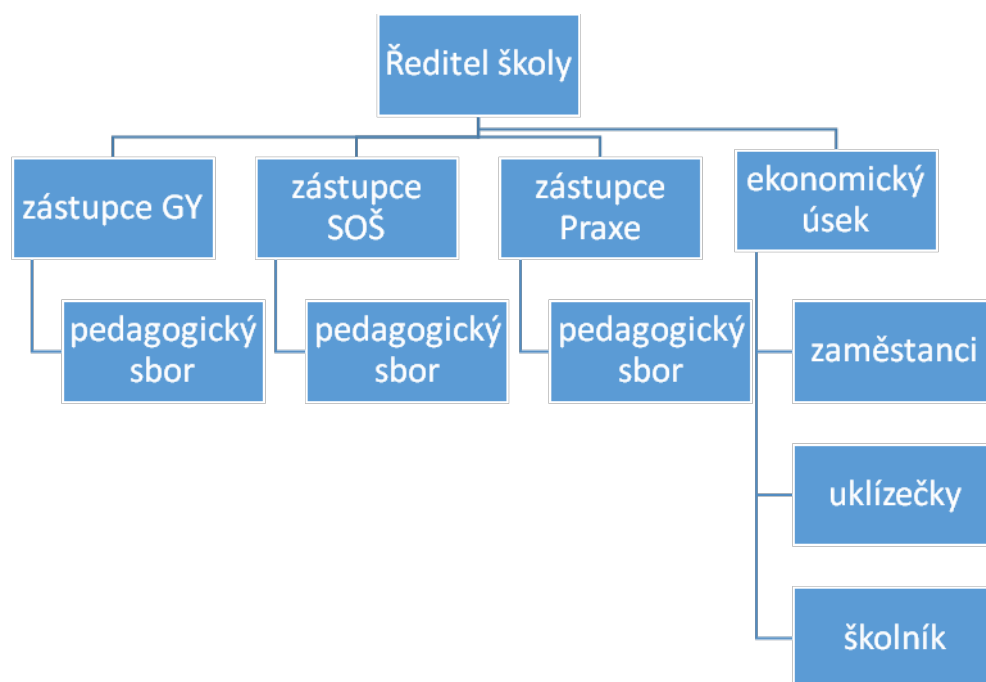 Ředitel školy
zástupce GY
zástupce
SOŠ
zástupce
Praxe
ekonomický
úsek
pedagogický
sbor
pedagogický
sbor
pedagogický
sbor
zaměstanci
uklízečky
školník